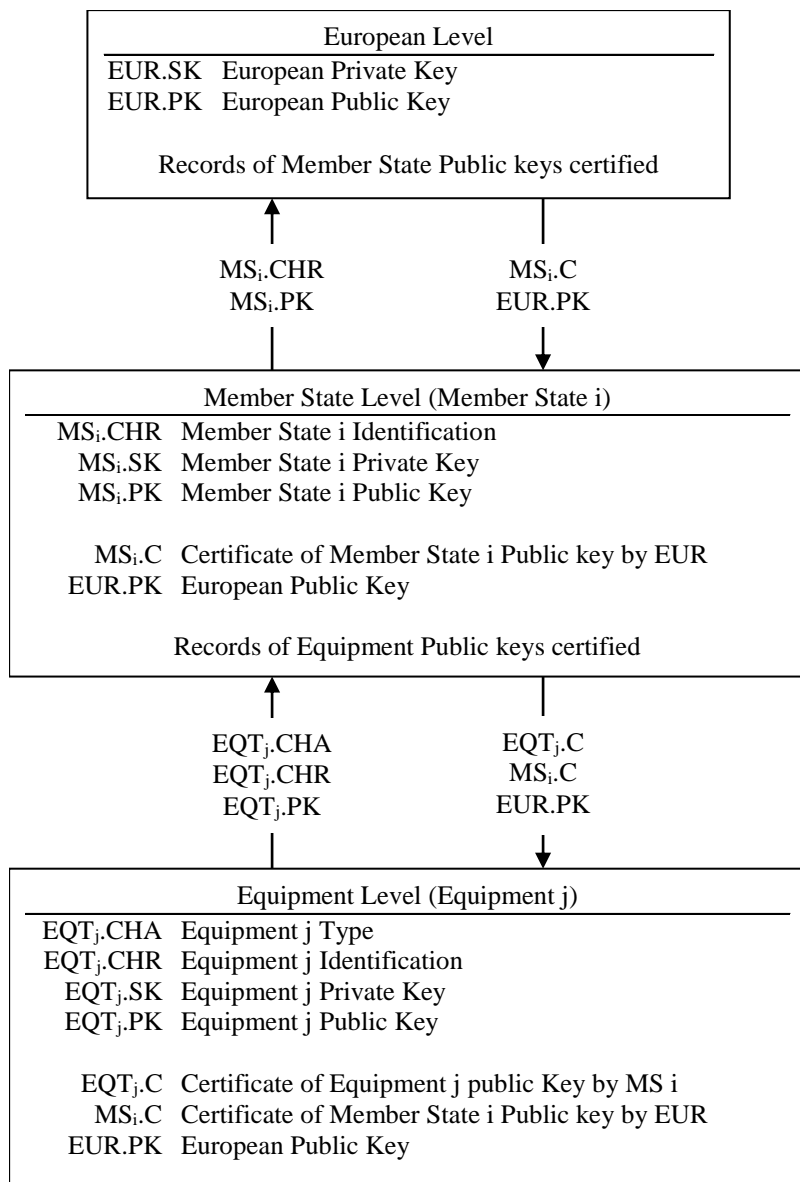 European Level
EUR.SK European Private Key
EUR.PK European Public Key
Records of Member State Public keys certified
MSi.CHR
MSi.PK
MSi.C
EUR.PK
Member State Level (Member State i)
MSi.CHR Member State i Identification
MSi.SK Member State i Private Key
MSi.PK Member State i Public Key
MSi.C Certificate of Member State i Public key by EUR
EUR.PK European Public Key
Records of Equipment Public keys certified
EQTj.CHA
EQTj.CHR
EQTj.PK
EQTj.C
MSi.C
EUR.PK
Equipment Level (Equipment j)
EQTj.CHA Equipment j Type
EQTj.CHR Equipment j Identification
EQTj.SK Equipment j Private Key
EQTj.PK Equipment j Public Key
EQTj.C Certificate of Equipment j public Key by MS i
MSi.C Certificate of Member State i Public key by EUR
EUR.PK European Public Key